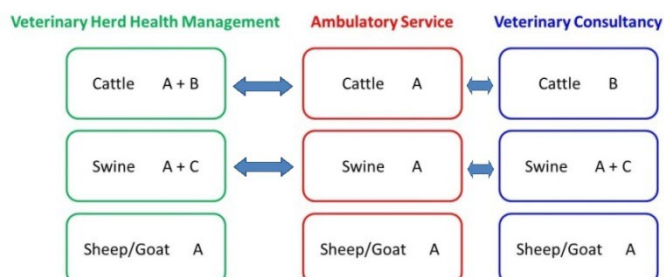 Veterinary Herd Health Management Ambulatory Service Veterinary Consultancy
Cattle A + B Cattle A Cattle B
Swine A + C Swine A Swine A + C
Sheep/Goat A Sheep/Goat A Sheep/Goat A